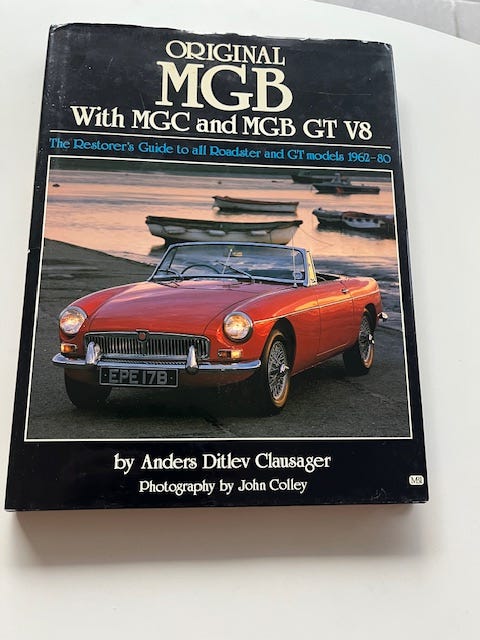 ORIGINAL
MGB
With MGC and MGB GT V8
The Restorer's Guide to all Roadster and GT models 1962-80
EPE 17B
by Anders Ditlev Clausager
Photography by John Colley